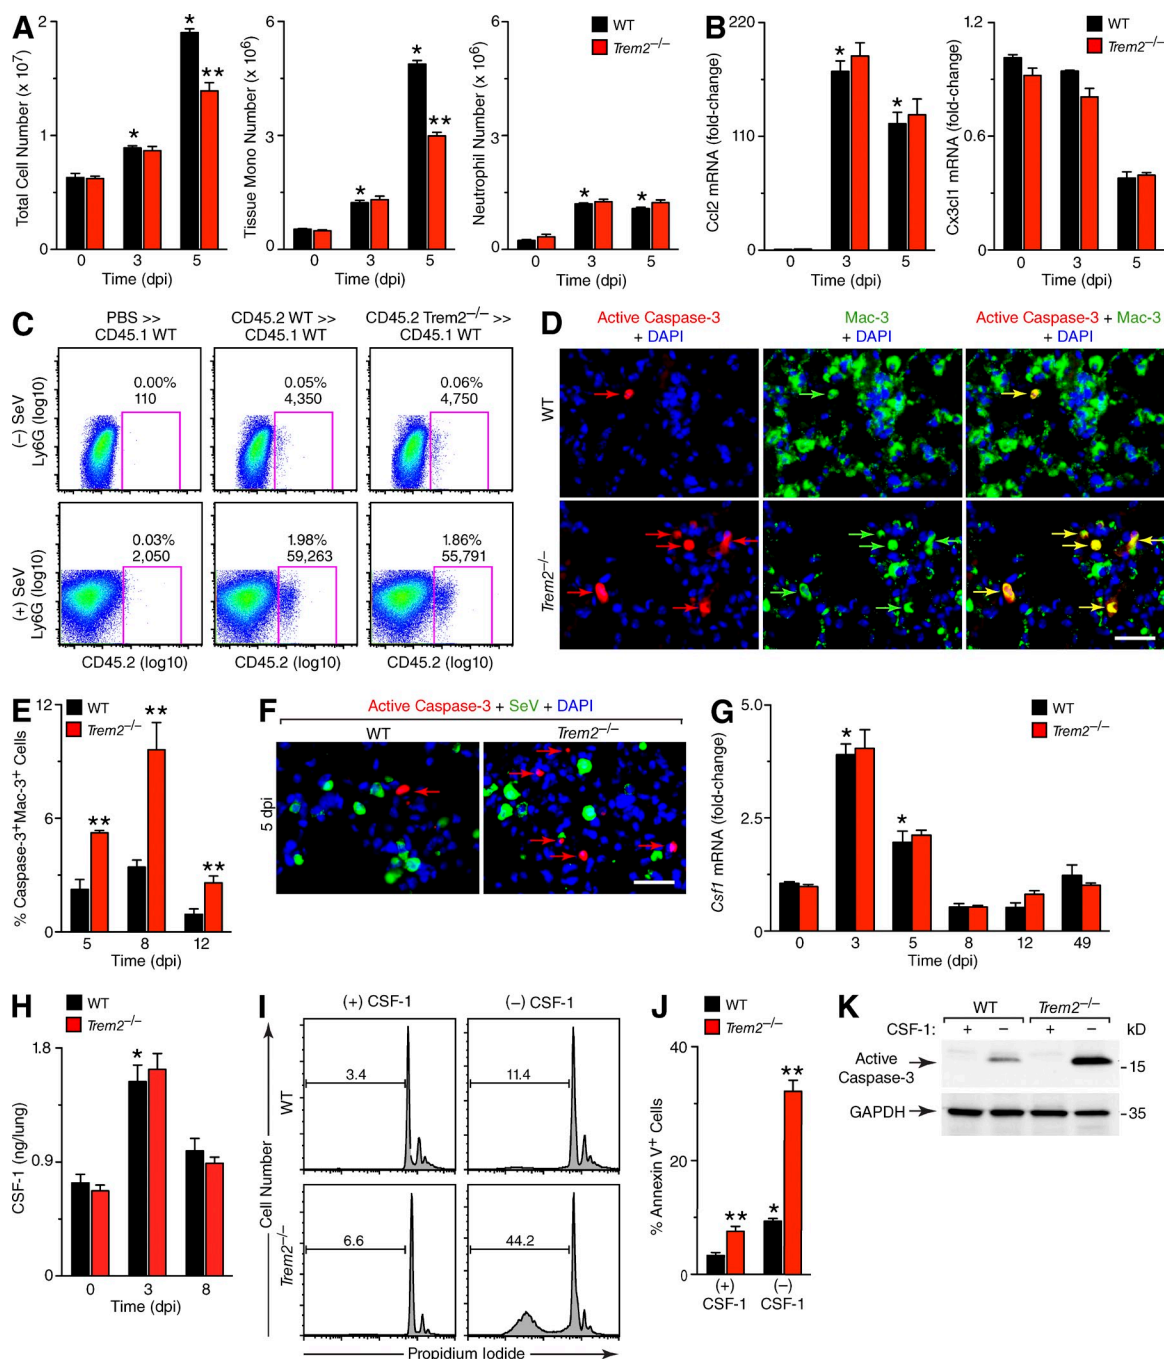 A
Total Cell Number (x 10⁷)
2
1
0
*
*
**
0 3 5
Time (dpi)
Tissue Mono Number (x 10⁶)
6
3
0
*
*
**
0 3 5
Time (dpi)
Neutrophil Number (x 10⁶)
6
3
0
WT
Trem2⁻/⁻
* *
0 3 5
Time (dpi)
B
Ccl2 mRNA (fold-change)
220
110
0
*
*
0 3 5
Time (dpi)
Cx3cl1 mRNA (fold-change)
1.2
0.6
0
WT
Trem2⁻/⁻
0 3 5
Time (dpi)
C
PBS >>
CD45.1 WT
CD45.2 WT >>
CD45.1 WT
CD45.2 Trem2⁻/⁻ >>
CD45.1 WT
(–) SeV
Ly6G (log10)
0.00%
110
0.05%
4,350
0.06%
4,750
(+) SeV
Ly6G (log10)
0.03%
2,050
1.98%
59,263
1.86%
55,791
CD45.2 (log10) CD45.2 (log10) CD45.2 (log10)
D
Active Caspase-3
+ DAPI
Mac-3
+ DAPI
Active Caspase-3 + Mac-3
+ DAPI
WT
Trem2⁻/⁻
E
WT
Trem2⁻/⁻
% Caspase-3⁺Mac-3⁺ Cells
12
6
0
**
**
**
5 8 12
Time (dpi)
F
Active Caspase-3 + SeV + DAPI
WT Trem2⁻/⁻
5 dpi
G
Csf1 mRNA (fold-change)
5.0
2.5
0
WT
Trem2⁻/⁻
*
*
0 3 5 8 12 49
Time (dpi)
H
WT
Trem2⁻/⁻
CSF-1 (ng/lung)
1.8
0.9
0
*
0 3 8
Time (dpi)
I
(+) CSF-1 (–) CSF-1
Cell Number
WT
3.4 11.4
Trem2⁻/⁻
6.6 44.2
Propidium Iodide
J
WT
Trem2⁻/⁻
% Annexin V⁺ Cells
40
20
0
**
*
**
(+)
CSF-1
(–)
CSF-1
K
WT Trem2⁻/⁻
CSF-1: + – + – kD
Active
Caspase-3
-15
GAPDH -35